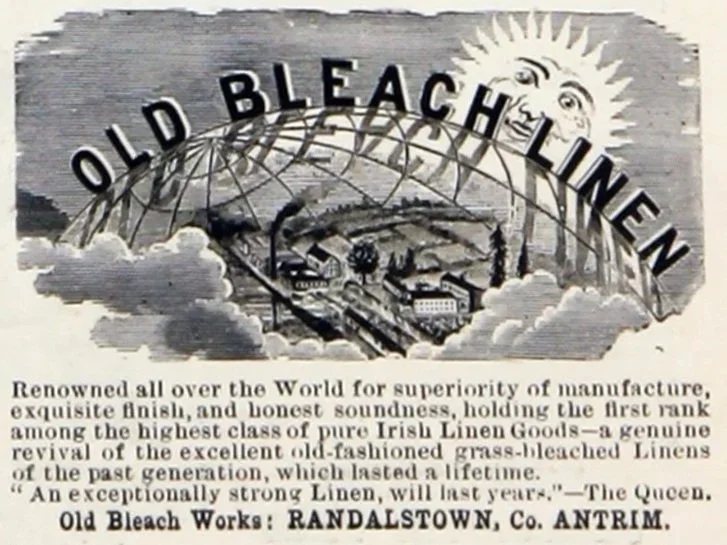 OLD BLEACH LINEN
Renowned all over the World for superiority of manufacture,
exquisite finish, and honest soundness, holding the first rank
among the highest class of pure Irish Linen Goods—a genuine
revival of the excellent old-fashioned grass-bleached Linens
of the past generation, which lasted a lifetime.
“An exceptionally strong Linen, will last years.”—The Queen.
Old Bleach Works: RANDALSTOWN, Co. ANTRIM.